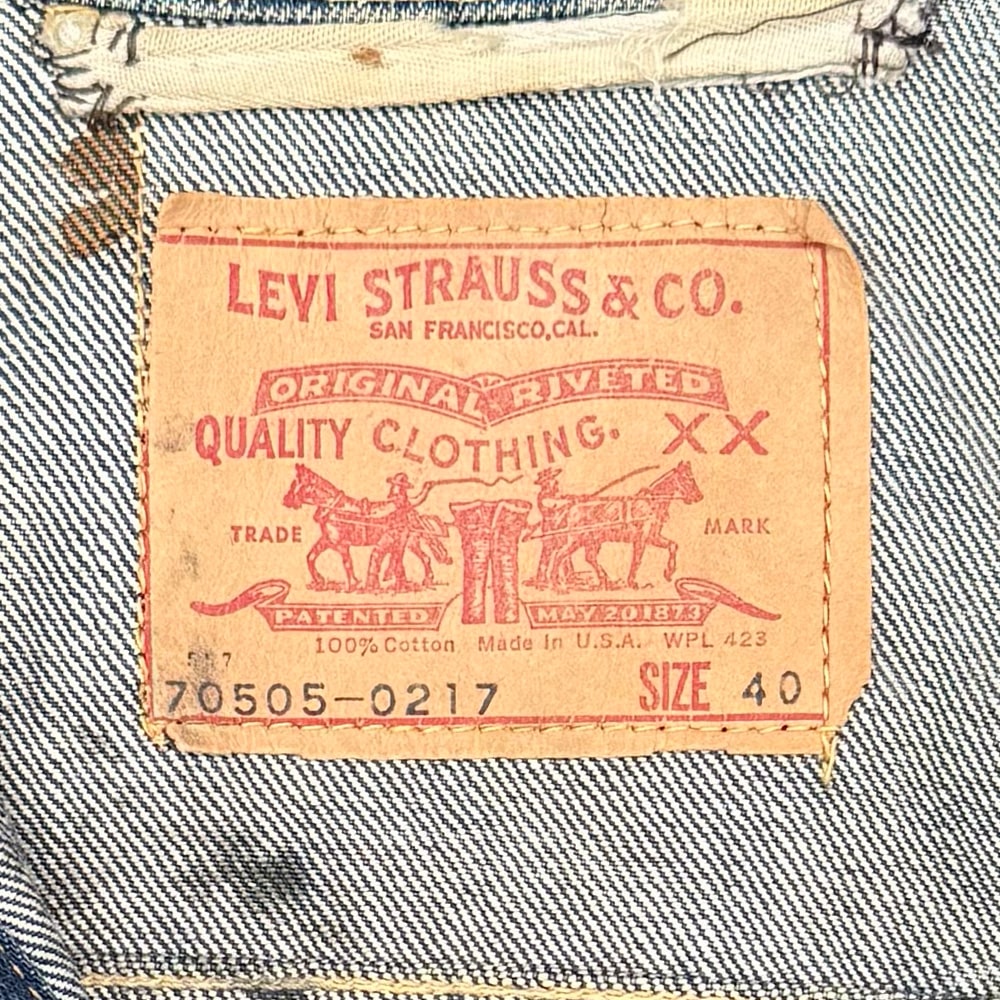 LEVI STRAUSS & CO.
SAN FRANCISCO, CAL.
ORIGINAL RIVETED
QUALITY CLOTHING. XX
TRADE MARK
PATENTED MAY 20 1873
100% Cotton Made In U.S.A. WPL 423
70505-0217 SIZE 40